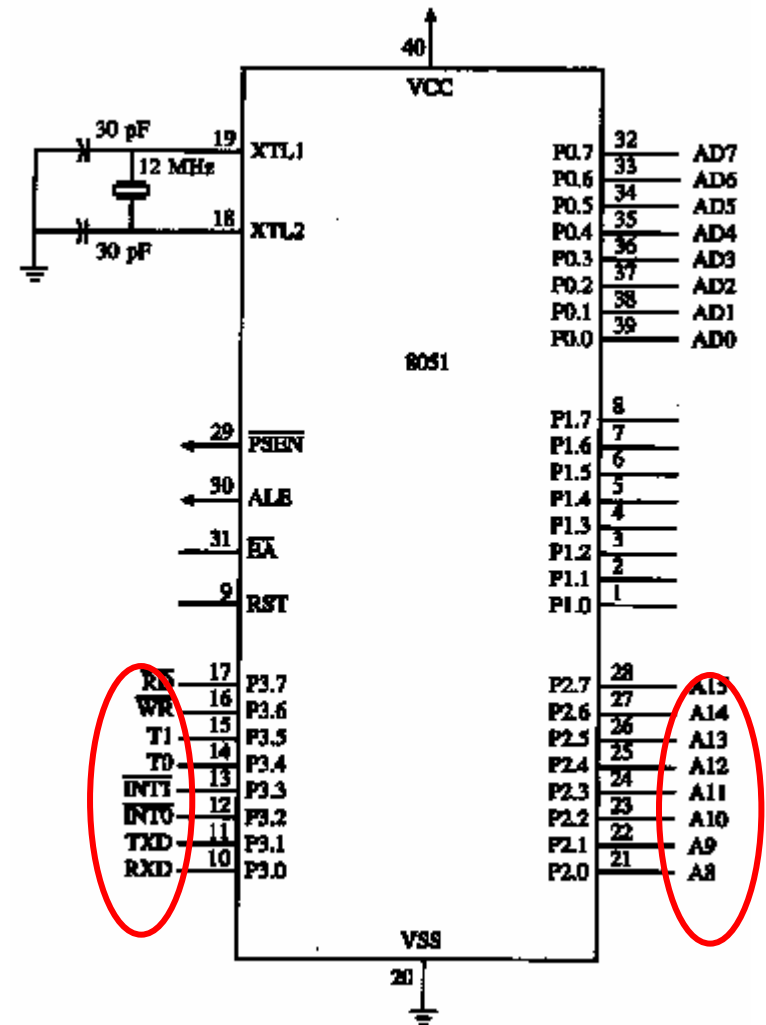 40
VCC
30 pF
19
XTL1
12 MHz
18
XTL2
30 pF
32
P0.7
AD7
33
P0.6
AD6
34
P0.5
AD5
35
P0.4
AD4
36
P0.3
AD3
37
P0.2
AD2
38
P0.1
AD1
39
P0.0
AD0
8051
29
PSEN
30
ALE
31
EA
9
RST
8
P1.7
7
P1.6
6
P1.5
5
P1.4
4
P1.3
3
P1.2
2
P1.1
1
P1.0
RD
17
P3.7
WR
16
P3.6
T1
15
P3.5
T0
14
P3.4
INT1
13
P3.3
INT0
12
P3.2
TXD
11
P3.1
RXD
10
P3.0
28
P2.7
A15
27
P2.6
A14
26
P2.5
A13
25
P2.4
A12
24
P2.3
A11
23
P2.2
A10
22
P2.1
A9
21
P2.0
A8
VSS
20